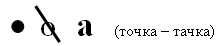 • о а (точка – тачка)